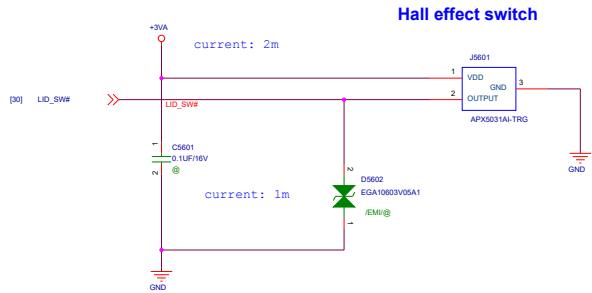 Hall effect switch
+3VA
current: 2m
J5601
1
VDD
GND
3
2
OUTPUT
[30]
LID_SW#
LID_SW#
APX5031AI-TRG
1
C5601
0.1UF/16V
@
2
GND
2
D5602
EGA10603V05A1
current: 1m
/EMI/@
1
GND